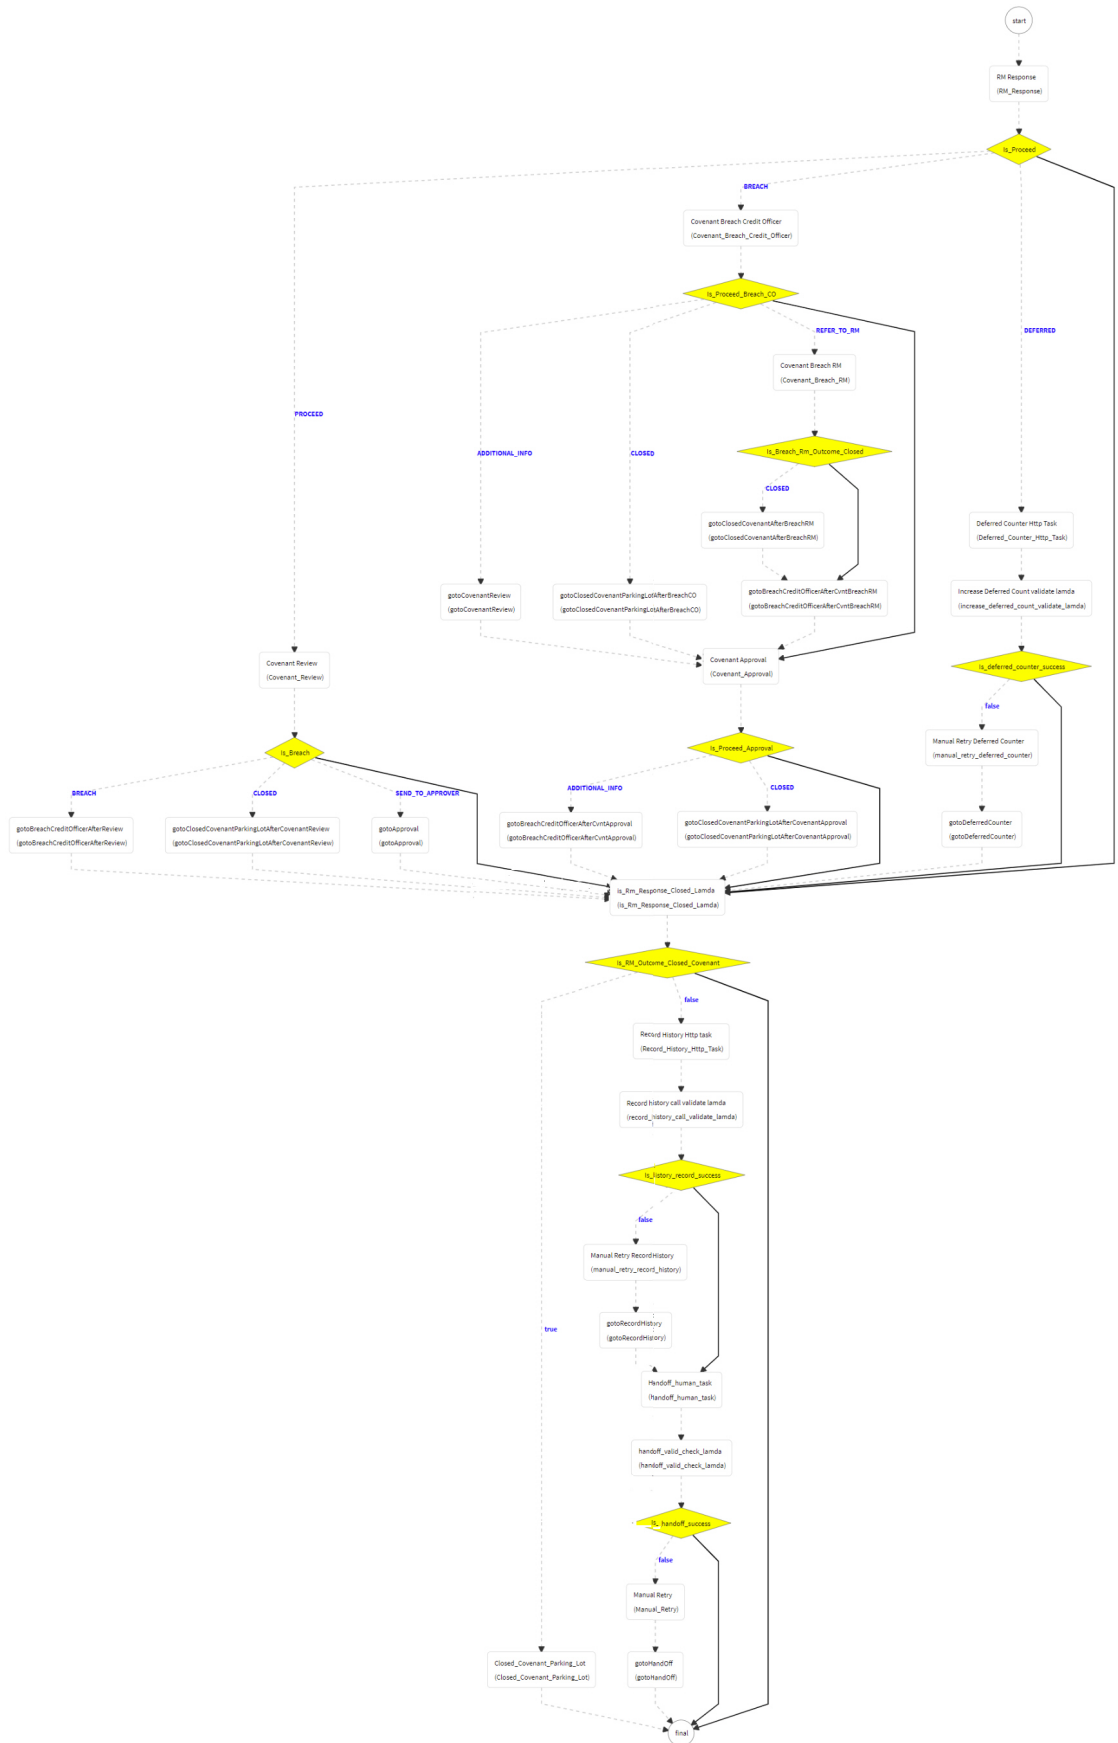 start
RM Response
(RM_Response)
Is_Proceed
BREACH
Covenant Breach Credit Officer
(Covenant_Breach_Credit_Officer)
Is_Proceed_Breach_CO
REFER_TO_RM
DEFERRED
Covenant Breach RM
(Covenant_Breach_RM)
PROCEED
ADDITIONAL_INFO
CLOSED
Is_Breach_Rm_Outcome_Closed
CLOSED
gotoClosedCovenantAfterBreachRM
(gotoClosedCovenantAfterBreachRM)
Deferred Counter Http Task
(Deferred_Counter_Http_Task)
gotoCovenantReview
(gotoCovenantReview)
gotoClosedCovenantParkingLotAfterBreachCO
(gotoClosedCovenantParkingLotAfterBreachCO)
gotoBreachCreditOfficerAfterCvntBreachRM
(gotoBreachCreditOfficerAfterCvntBreachRM)
Increase Deferred Count validate lamda
(increase_deferred_count_validate_lamda)
Covenant Review
(Covenant_Review)
Covenant Approval
(Covenant_Approval)
Is_deferred_counter_success
false
Is_Breach
Is_Proceed_Approval
Manual Retry Deferred Counter
(manual_retry_deferred_counter)
BREACH
CLOSED
SEND_TO_APPROVER
ADDITIONAL_INFO
CLOSED
gotoBreachCreditOfficerAfterReview
(gotoBreachCreditOfficerAfterReview)
gotoClosedCovenantParkingLotAfterCovenantReview
(gotoClosedCovenantParkingLotAfterCovenantReview)
gotoApproval
(gotoApproval)
gotoBreachCreditOfficerAfterCvntApproval
(gotoBreachCreditOfficerAfterCvntApproval)
gotoClosedCovenantParkingLotAfterCovenantApproval
(gotoClosedCovenantParkingLotAfterCovenantApproval)
gotoDeferredCounter
(gotoDeferredCounter)
is_Rm_Response_Closed_Lamda
(is_Rm_Response_Closed_Lamda)
Is_RM_Outcome_Closed_Covenant
false
Record History Http task
(Record_History_Http_Task)
Record history call validate lamda
(record_history_call_validate_lamda)
false
Manual Retry RecordHistory
(manual_retry_record_history)
gotoRecordHistory
(gotoRecordHistory)
true
Handoff_human_task
(handoff_human_task)
handoff_valid_check_lamda
(handoff_valid_check_lamda)
Is_handoff_success
false
Manual Retry
(Manual_Retry)
Closed_Covenant_Parking_Lot
(Closed_Covenant_Parking_Lot)
gotoHandOff
(gotoHandOff)
final